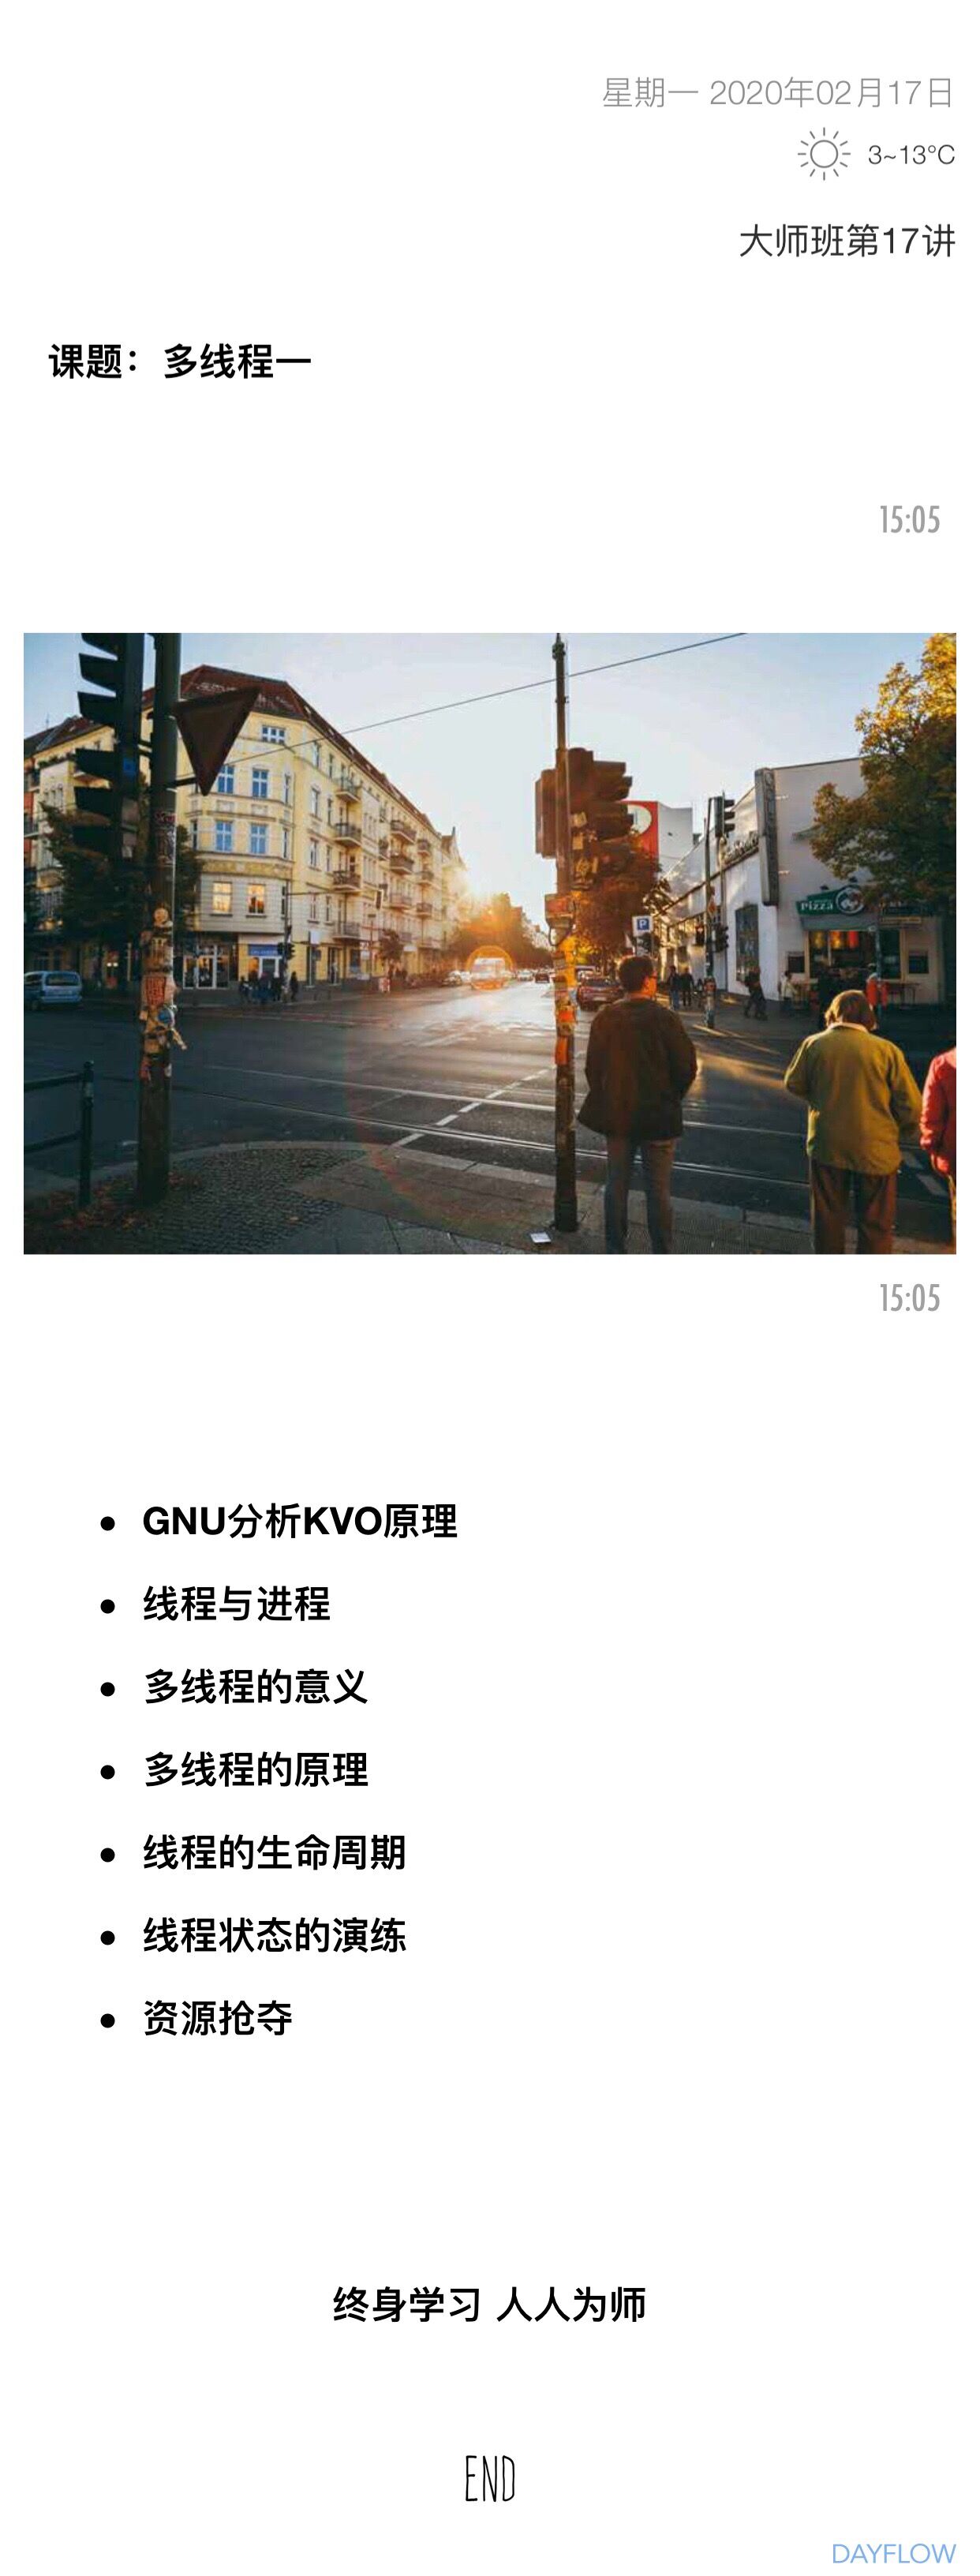 星期一 2020年02月17日
3~13°C
大师班第17讲
课题：多线程一
15:05
P
Pizza
15:05
• GNU分析KVO原理
• 线程与进程
• 多线程的意义
• 多线程的原理
• 线程的生命周期
• 线程状态的演练
• 资源抢夺
终身学习 人人为师
END
DAYFLOW